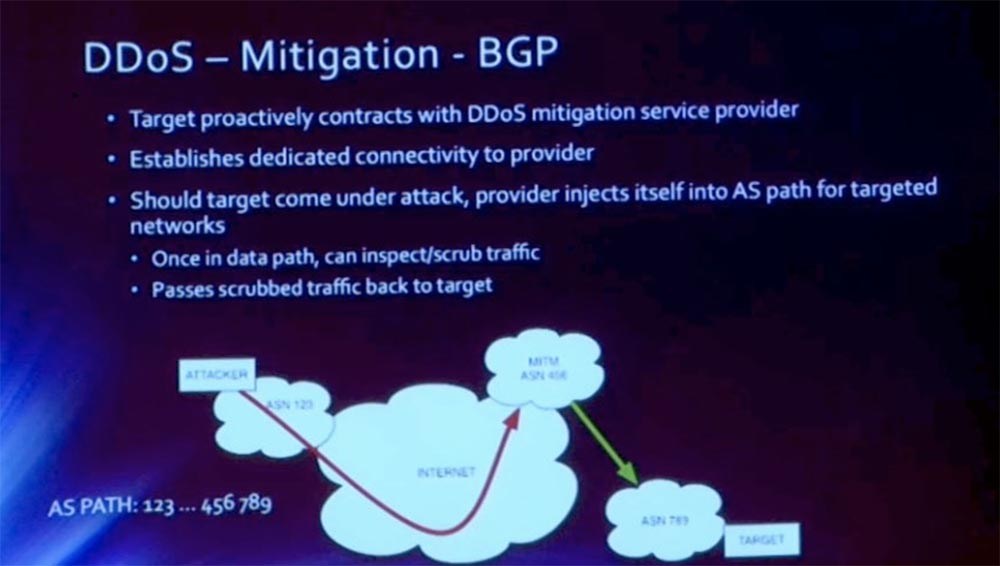 DDoS – Mitigation - BGP
• Target proactively contracts with DDoS mitigation service provider
• Establishes dedicated connectivity to provider
• Should target come under attack, provider injects itself into AS path for targeted
networks
• Once in data path, can inspect/scrub traffic
• Passes scrubbed traffic back to target
MITM
ASN 456
ATTACKER
ASN 123
INTERNET
AS PATH: 123 ... 456 789
ASN 789
TARGET